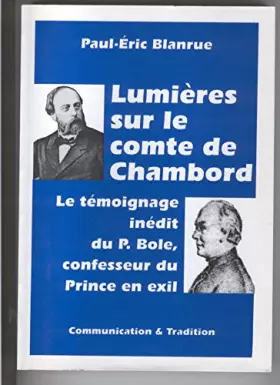 Paul-Éric Blanrue
Lumières
sur le
comte de
Chambord
Le témoignage
inédit
du P. Bole,
confesseur du
Prince en exil
Communication & Tradition